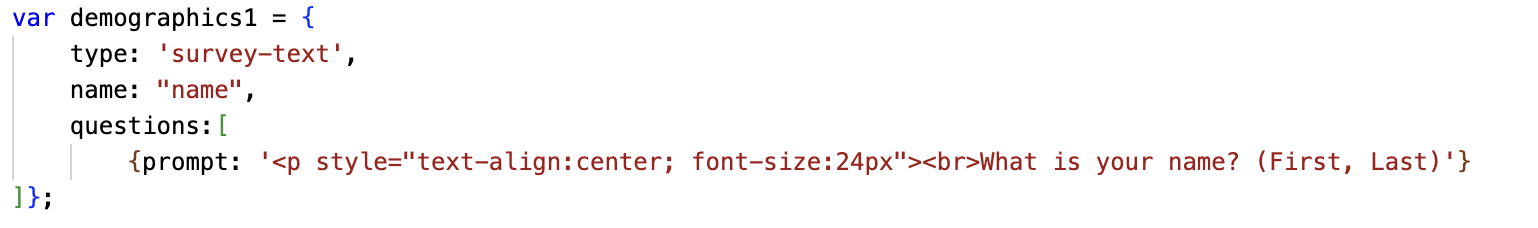 var demographics1 = {
    type: 'survey-text',
    name: "name",
    questions:[
        {prompt: '<p style="text-align:center; font-size:24px"><br>What is your name? (First, Last)'}
]};